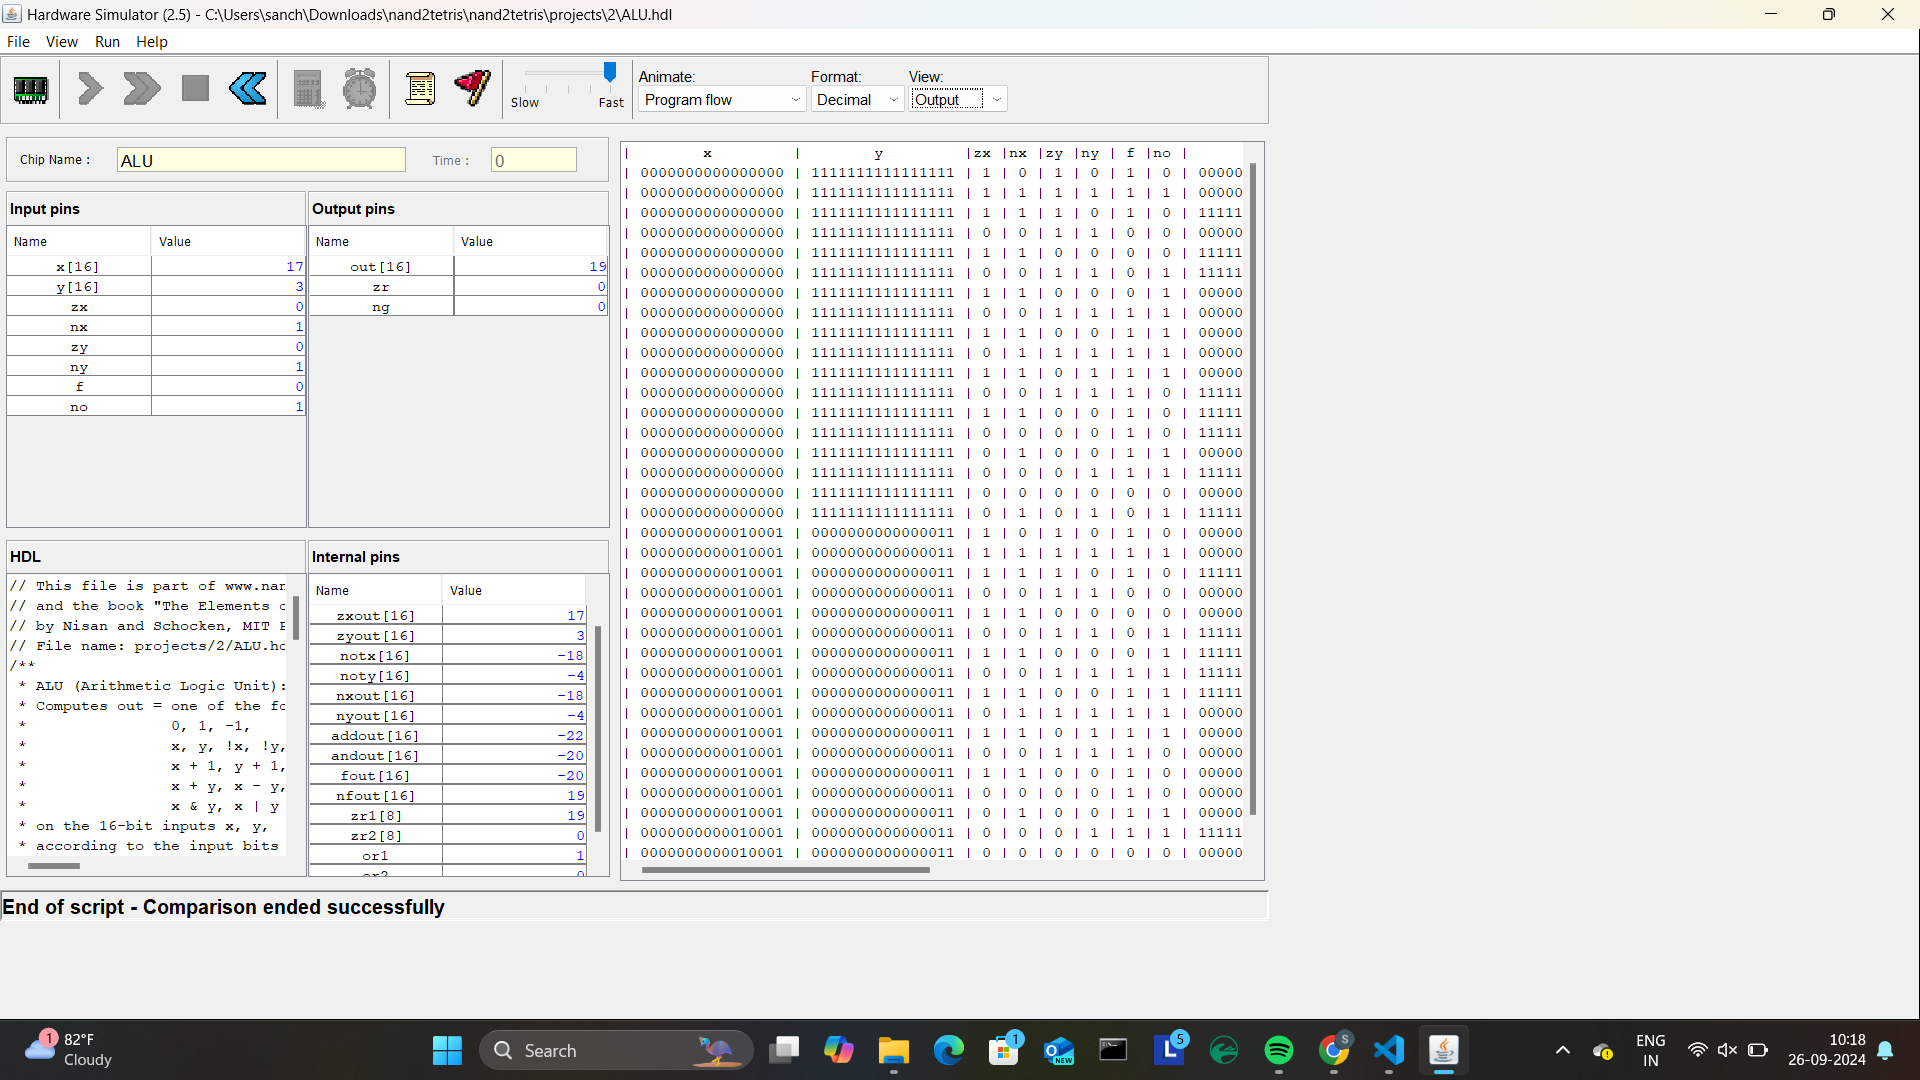 Hardware Simulator (2.5) - C:\Users\sanch\Downloads\nand2tetris\nand2tetris\projects\2\ALU.hdl
File View Run Help
Slow Fast
Animate: Format: View:
Program flow Decimal Output
Chip Name : ALU Time : 0
Input pins
Name Value
x[16] 17
y[16] 3
zx 0
nx 1
zy 0
ny 1
f 0
no 1
Output pins
Name Value
out[16] 19
zr 0
ng 0
HDL
// This file is part of www.nan
// and the book "The Elements o
// by Nisan and Schocken, MIT P
// File name: projects/2/ALU.hd
/**
* ALU (Arithmetic Logic Unit):
* Computes out = one of the fo
* 0, 1, -1,
* x, y, !x, !y,
* x + 1, y + 1,
* x + y, x - y,
* x & y, x | y
* on the 16-bit inputs x, y,
* according to the input bits
Internal pins
Name Value
zxout[16] 17
zyout[16] 3
notx[16] -18
noty[16] -4
nxout[16] -18
nyout[16] -4
addout[16] -22
andout[16] -20
fout[16] -20
nfout[16] 19
zr1[8] 19
zr2[8] 0
or1 1
or2 0
| x | y |zx |nx |zy |ny | f |no |
| 0000000000000000 | 1111111111111111 | 1 | 0 | 1 | 0 | 1 | 0 | 00000
| 0000000000000000 | 1111111111111111 | 1 | 1 | 1 | 1 | 1 | 1 | 00000
| 0000000000000000 | 1111111111111111 | 1 | 1 | 1 | 0 | 1 | 0 | 11111
| 0000000000000000 | 1111111111111111 | 0 | 0 | 1 | 1 | 0 | 0 | 00000
| 0000000000000000 | 1111111111111111 | 1 | 1 | 0 | 0 | 0 | 0 | 11111
| 0000000000000000 | 1111111111111111 | 0 | 0 | 1 | 1 | 0 | 1 | 11111
| 0000000000000000 | 1111111111111111 | 1 | 1 | 0 | 0 | 0 | 1 | 00000
| 0000000000000000 | 1111111111111111 | 0 | 0 | 1 | 1 | 1 | 1 | 00000
| 0000000000000000 | 1111111111111111 | 1 | 1 | 0 | 0 | 1 | 1 | 00000
| 0000000000000000 | 1111111111111111 | 0 | 1 | 1 | 1 | 1 | 1 | 00000
| 0000000000000000 | 1111111111111111 | 1 | 1 | 0 | 1 | 1 | 1 | 00000
| 0000000000000000 | 1111111111111111 | 0 | 0 | 1 | 1 | 1 | 0 | 11111
| 0000000000000000 | 1111111111111111 | 1 | 1 | 0 | 0 | 1 | 0 | 11111
| 0000000000000000 | 1111111111111111 | 0 | 0 | 0 | 0 | 1 | 0 | 11111
| 0000000000000000 | 1111111111111111 | 0 | 1 | 0 | 0 | 1 | 1 | 00000
| 0000000000000000 | 1111111111111111 | 0 | 0 | 0 | 1 | 1 | 1 | 11111
| 0000000000000000 | 1111111111111111 | 0 | 0 | 0 | 0 | 0 | 0 | 00000
| 0000000000000000 | 1111111111111111 | 0 | 1 | 0 | 1 | 0 | 1 | 11111
| 0000000000010001 | 0000000000000011 | 1 | 0 | 1 | 0 | 1 | 0 | 00000
| 0000000000010001 | 0000000000000011 | 1 | 1 | 1 | 1 | 1 | 1 | 00000
| 0000000000010001 | 0000000000000011 | 1 | 1 | 1 | 0 | 1 | 0 | 11111
| 0000000000010001 | 0000000000000011 | 0 | 0 | 1 | 1 | 0 | 0 | 00000
| 0000000000010001 | 0000000000000011 | 1 | 1 | 0 | 0 | 0 | 0 | 00000
| 0000000000010001 | 0000000000000011 | 0 | 0 | 1 | 1 | 0 | 1 | 11111
| 0000000000010001 | 0000000000000011 | 1 | 1 | 0 | 0 | 0 | 1 | 11111
| 0000000000010001 | 0000000000000011 | 0 | 0 | 1 | 1 | 1 | 1 | 11111
| 0000000000010001 | 0000000000000011 | 1 | 1 | 0 | 0 | 1 | 1 | 11111
| 0000000000010001 | 0000000000000011 | 0 | 1 | 1 | 1 | 1 | 1 | 00000
| 0000000000010001 | 0000000000000011 | 1 | 1 | 0 | 1 | 1 | 1 | 00000
| 0000000000010001 | 0000000000000011 | 0 | 0 | 1 | 1 | 1 | 0 | 00000
| 0000000000010001 | 0000000000000011 | 1 | 1 | 0 | 0 | 1 | 0 | 00000
| 0000000000010001 | 0000000000000011 | 0 | 0 | 0 | 0 | 1 | 0 | 00000
| 0000000000010001 | 0000000000000011 | 0 | 1 | 0 | 0 | 1 | 1 | 00000
| 0000000000010001 | 0000000000000011 | 0 | 0 | 0 | 1 | 1 | 1 | 11111
| 0000000000010001 | 0000000000000011 | 0 | 0 | 0 | 0 | 0 | 0 | 00000
End of script - Comparison ended successfully
1
82°F
Cloudy
Search
1
NEW
L
5
S
ENG
IN
10:18
26-09-2024